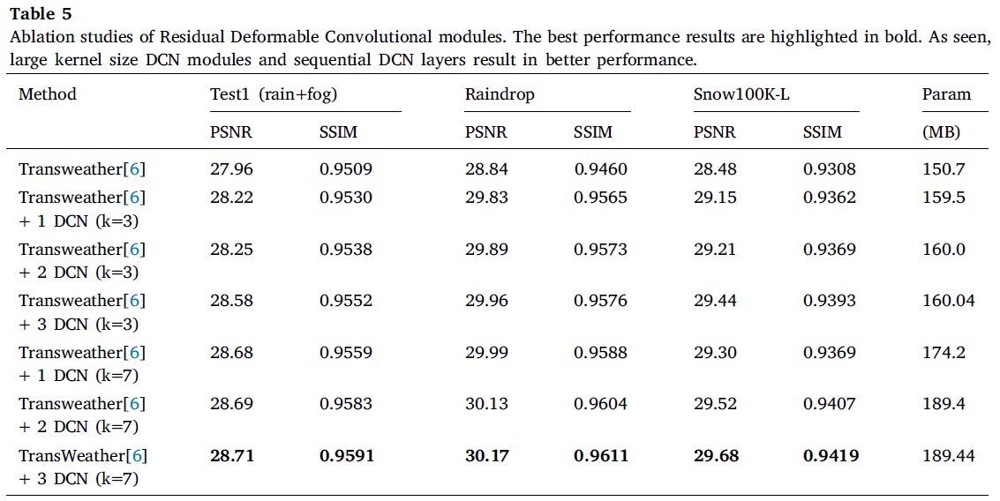 Table 5
Ablation studies of Residual Deformable Convolutional modules. The best performance results are highlighted in bold. As seen,
large kernel size DCN modules and sequential DCN layers result in better performance.
Method Test1 (rain+fog) Raindrop Snow100K-L Param
PSNR SSIM PSNR SSIM PSNR SSIM (MB)
Transweather[6] 27.96 0.9509 28.84 0.9460 28.48 0.9308 150.7
Transweather[6] 28.22 0.9530 29.83 0.9565 29.15 0.9362 159.5
+ 1 DCN (k=3)
Transweather[6] 28.25 0.9538 29.89 0.9573 29.21 0.9369 160.0
+ 2 DCN (k=3)
Transweather[6] 28.58 0.9552 29.96 0.9576 29.44 0.9393 160.04
+ 3 DCN (k=3)
Transweather[6] 28.68 0.9559 29.99 0.9588 29.30 0.9369 174.2
+ 1 DCN (k=7)
Transweather[6] 28.69 0.9583 30.13 0.9604 29.52 0.9407 189.4
+ 2 DCN (k=7)
TransWeather[6] 28.71 0.9591 30.17 0.9611 29.68 0.9419 189.44
+ 3 DCN (k=7)